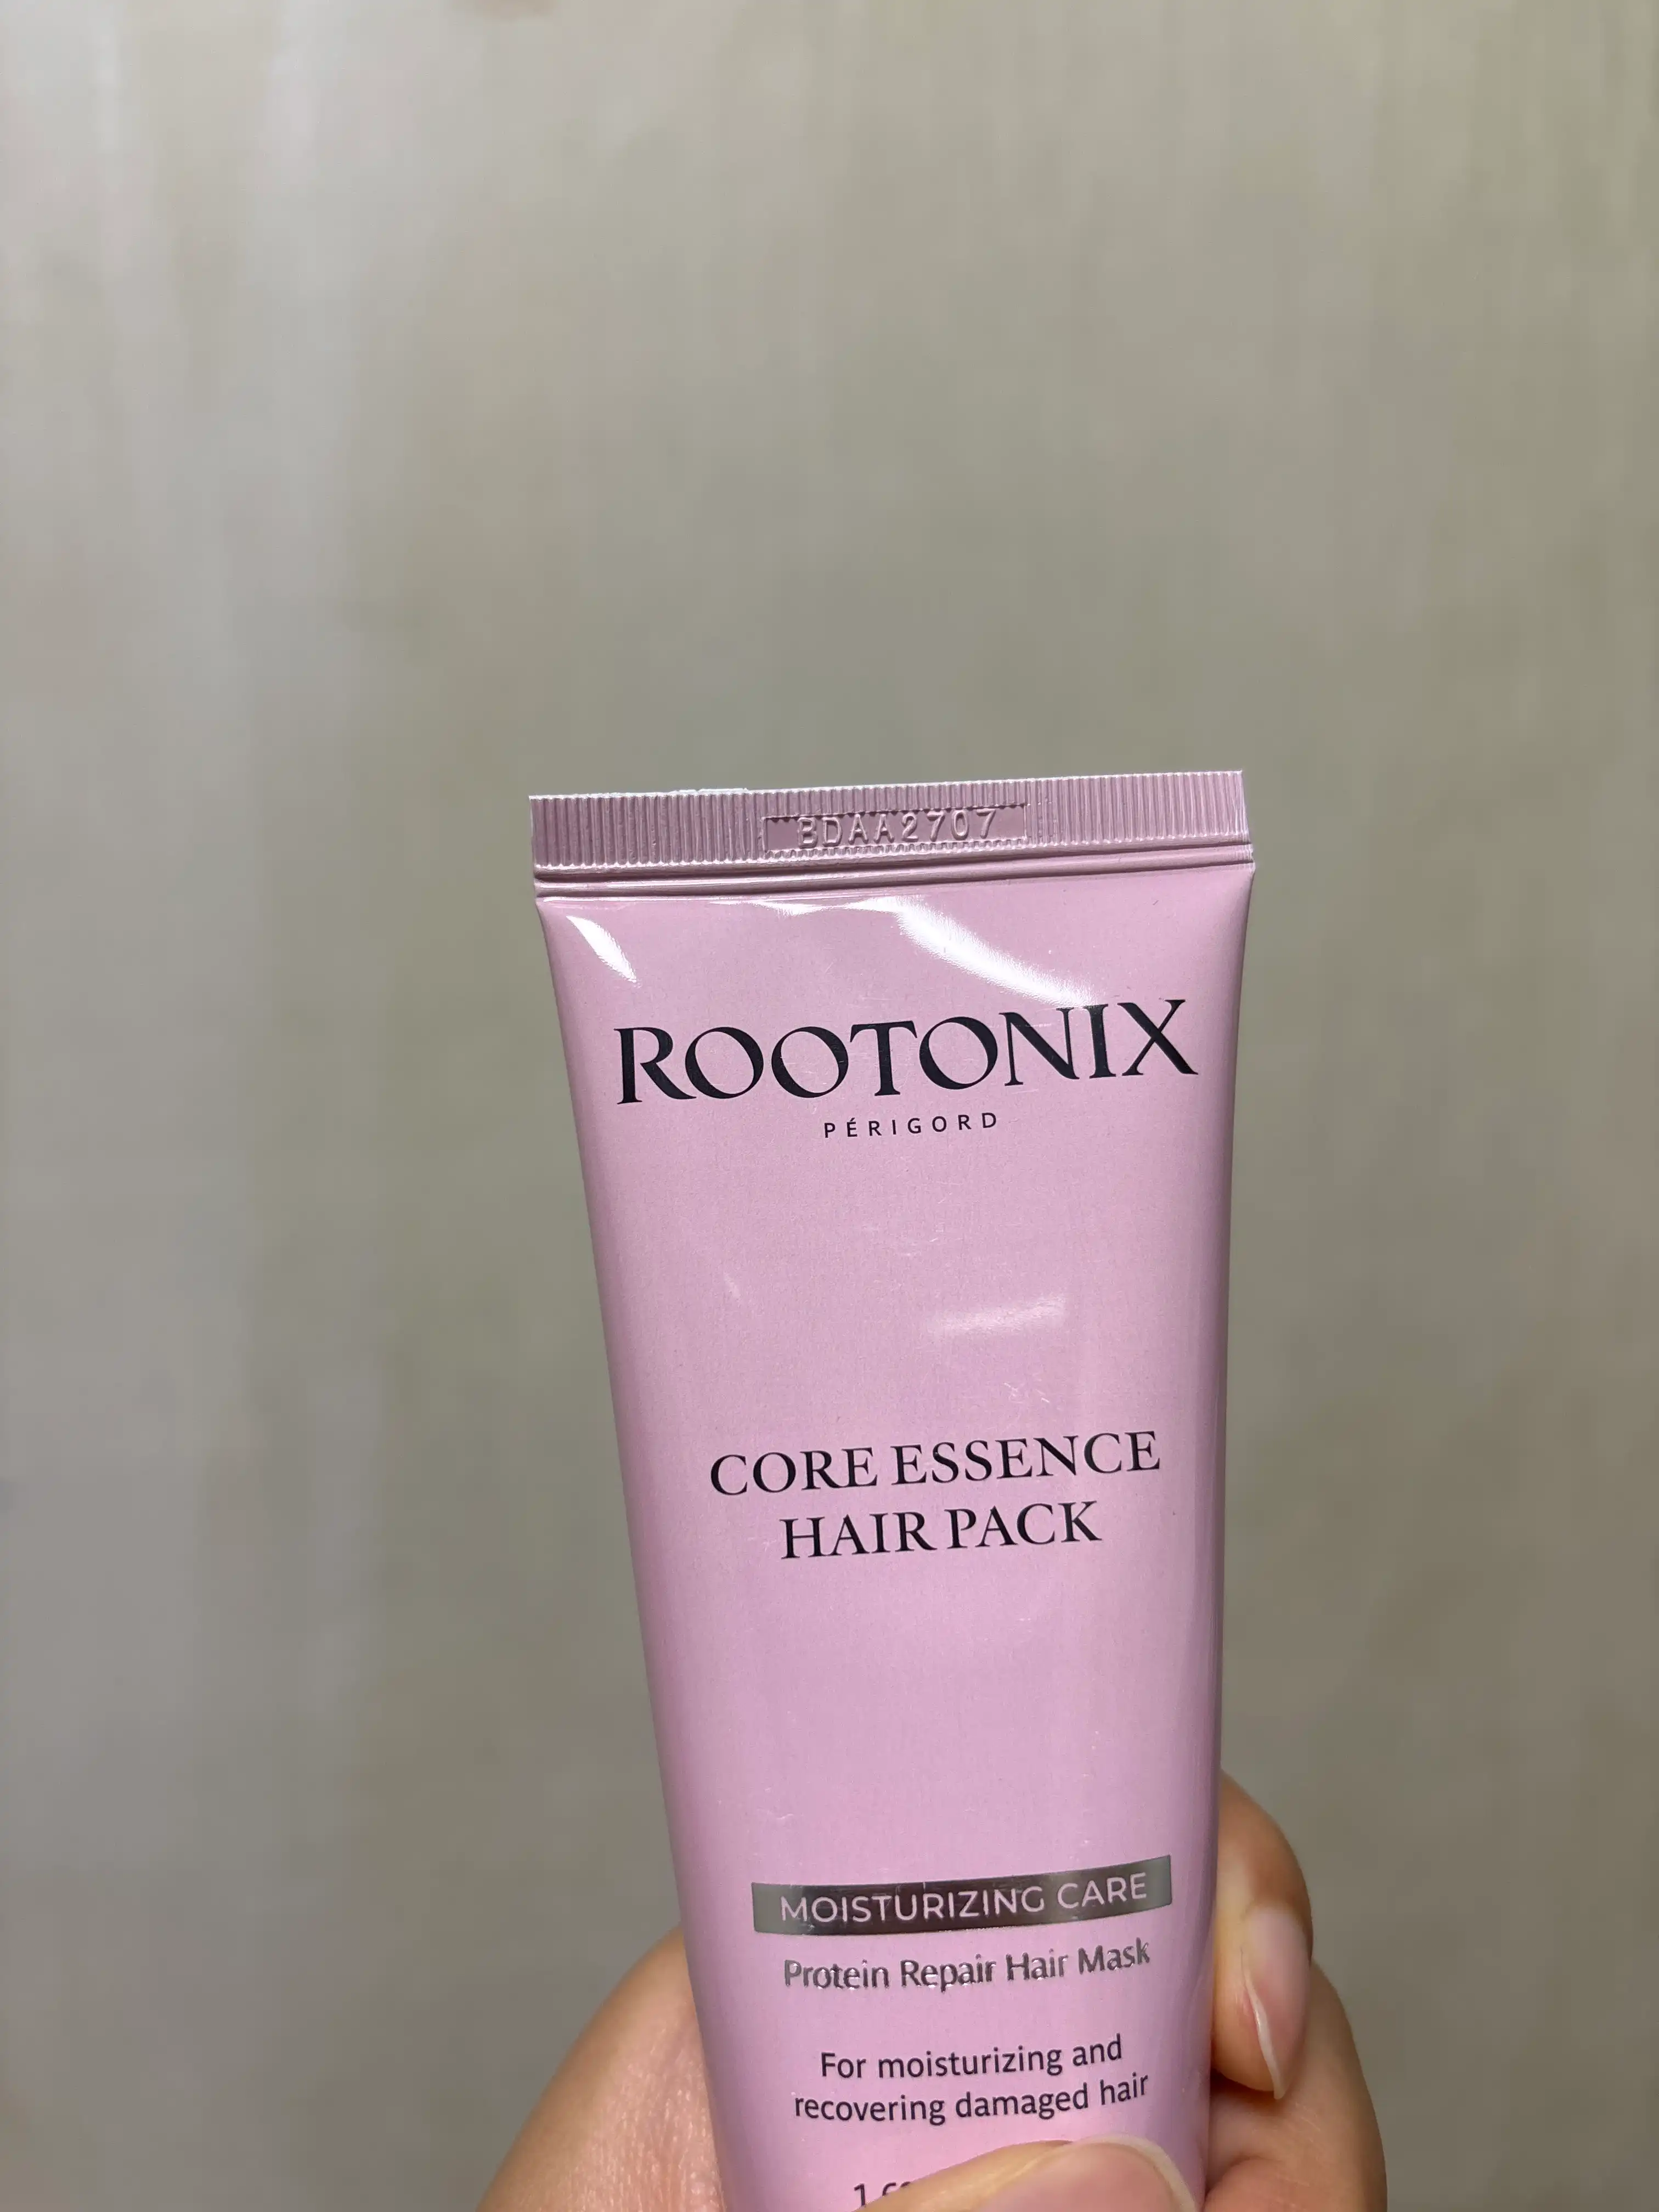 BDAA2707
ROOTONIX
PÉRIGORD
CORE ESSENCE
HAIR PACK
MOISTURIZING CARE
Protein Repair Hair Mask
For moisturizing and
recovering damaged hair